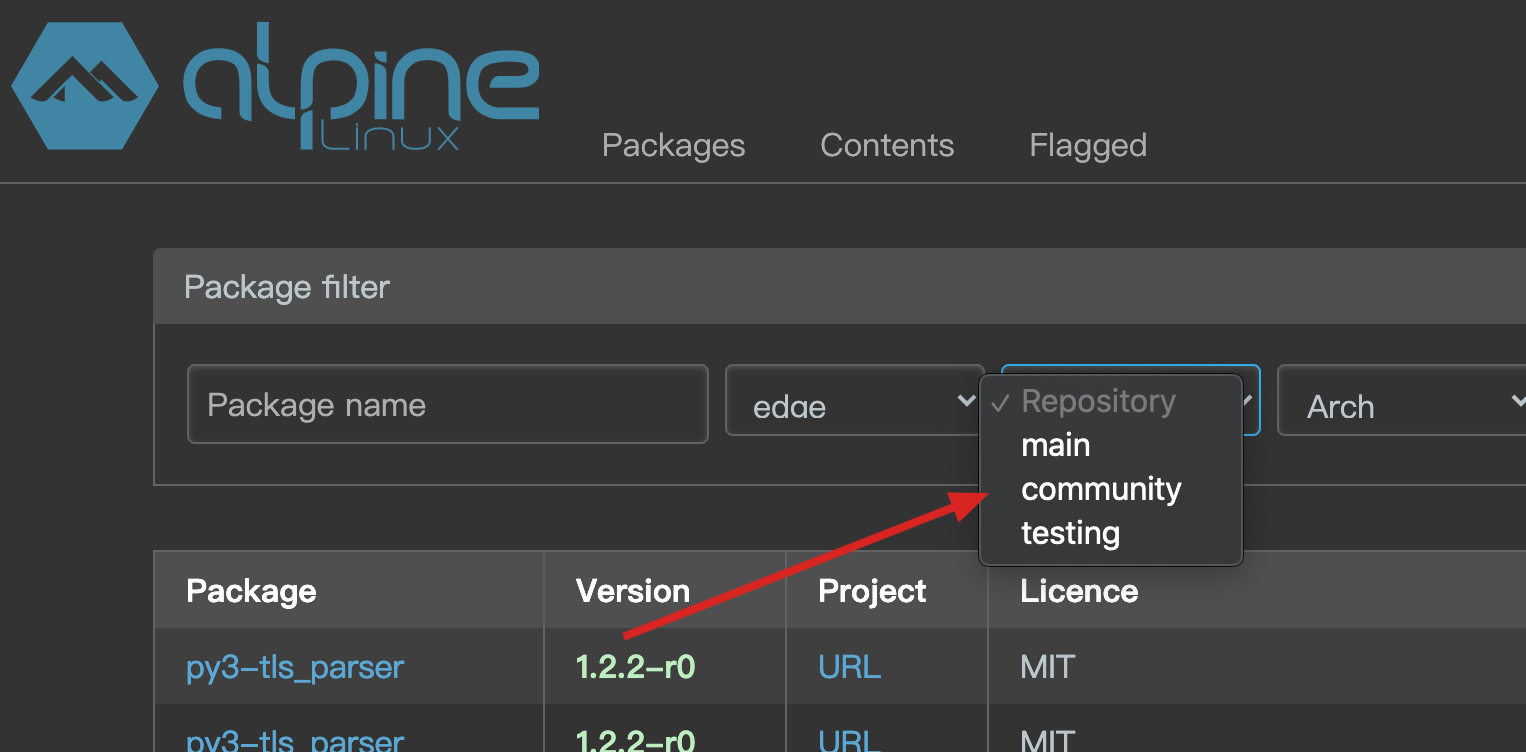 alpine
Linux
Packages Contents Flagged
Package filter
Package name edge Repository Arch
main
community
testing
Package Version Project Licence
py3-tls_parser 1.2.2-r0 URL MIT
py3-tls_parser 1.2.2-r0 URL MIT